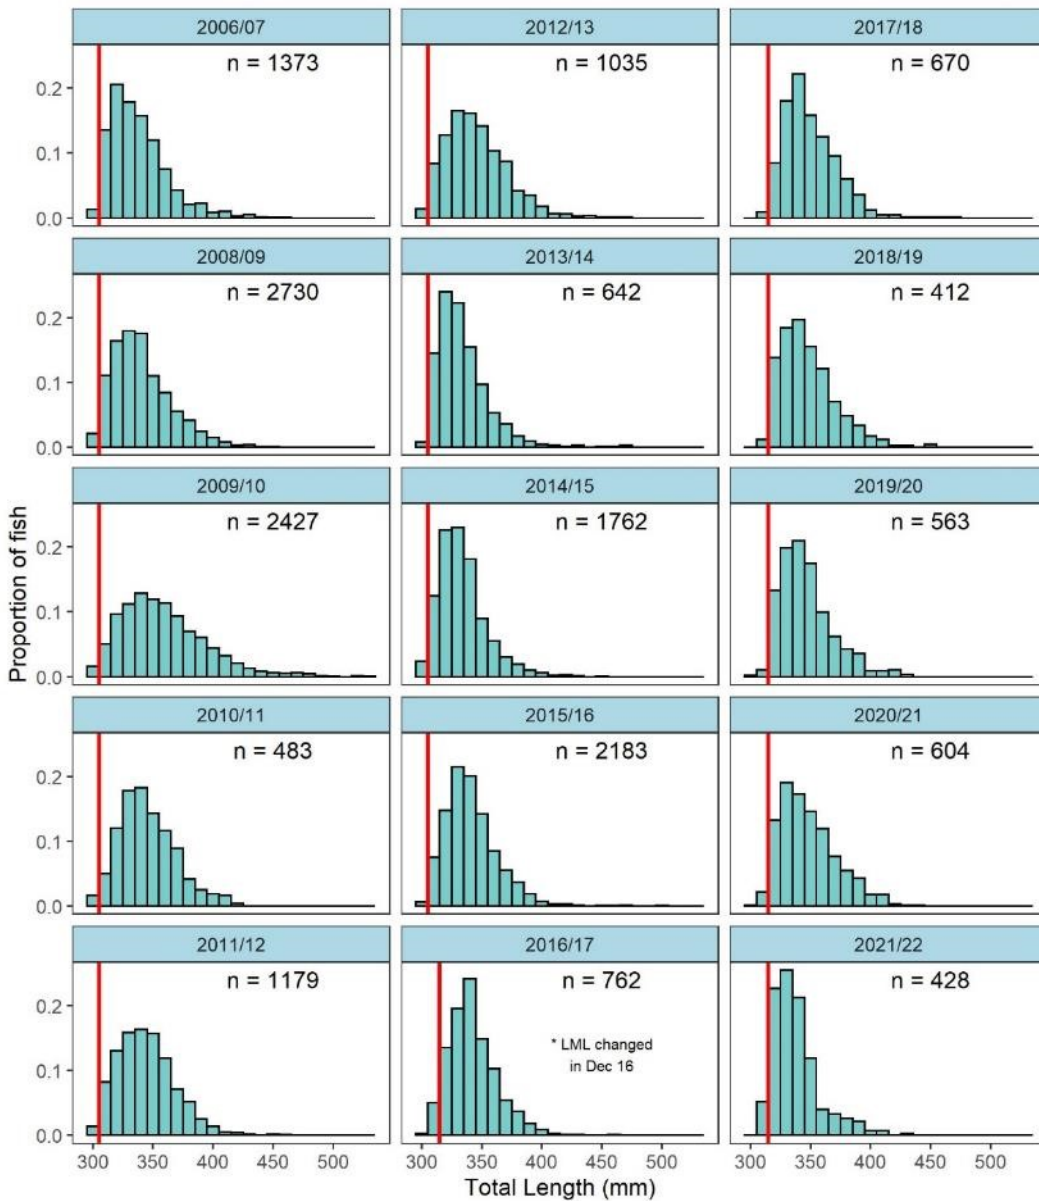 2006/07
2012/13
2017/18
n = 1373
n = 1035
n = 670
0.2
0.1
0.0
2008/09
2013/14
2018/19
n = 2730
n = 642
n = 412
0.2
0.1
0.0
2009/10
2014/15
2019/20
n = 2427
n = 1762
n = 563
0.2
0.1
0.0
Proportion of fish
2010/11
2015/16
2020/21
n = 483
n = 2183
n = 604
0.2
0.1
0.0
2011/12
2016/17
2021/22
n = 1179
n = 762
n = 428
* LML changed
in Dec 16
0.2
0.1
0.0
300 350 400 450 500
300 350 400 450 500
300 350 400 450 500
Total Length (mm)